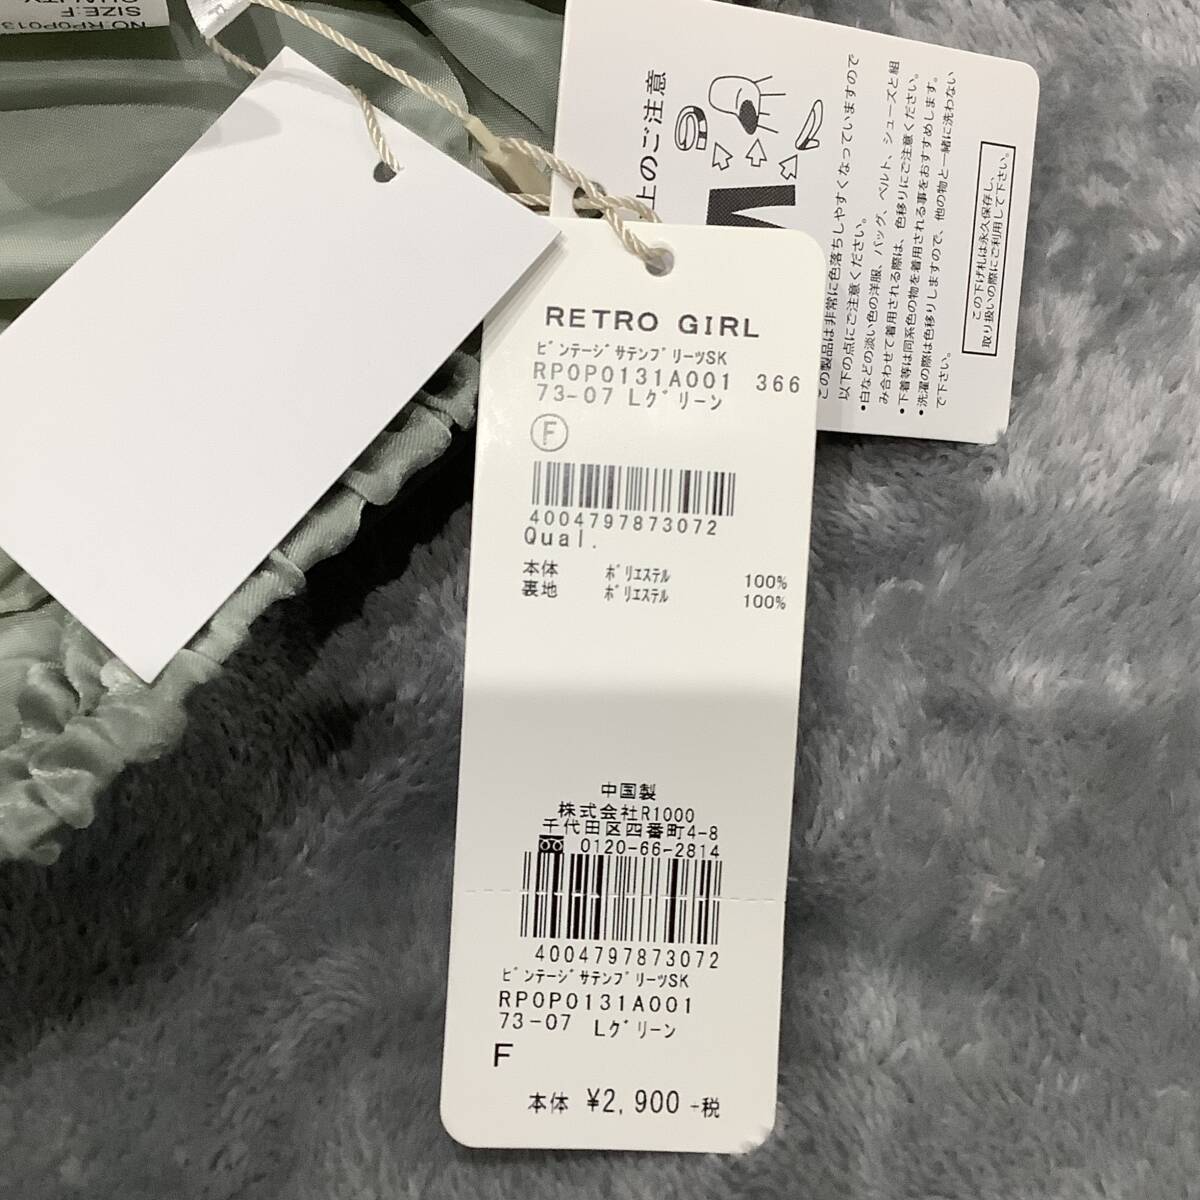 NO:RP0P013
SIZE:F
RETRO GIRL
ビンテージサテンプリーツSK
RP0P0131A001 366
73-07 Lグリーン
F
4004797873072
Qual.
本体 ポリエステル 100%
裏地 ポリエステル 100%
中国製
株式会社R1000
千代田区四番町4-8
0120-66-2814
4004797873072
ビンテージサテンプリーツSK
RP0P0131A001
73-07 Lグリーン
F
本体 ¥2,900+税
上のご注意
この製品は非常に色落ちしやすくなっていますので
以下の点にご注意ください。
•白などの淡い色の洋服、バッグ、ベルト、シューズと組
み合わせて着用される際は、色移りにご注意ください。
•下着等は同系色の物を着用される事をおすすめします。
•洗濯の際は色移りしますので、他の物と一緒に洗わない
で下さい。
この下げ札は永久保存し、
取り扱いの際にご利用して下さい。